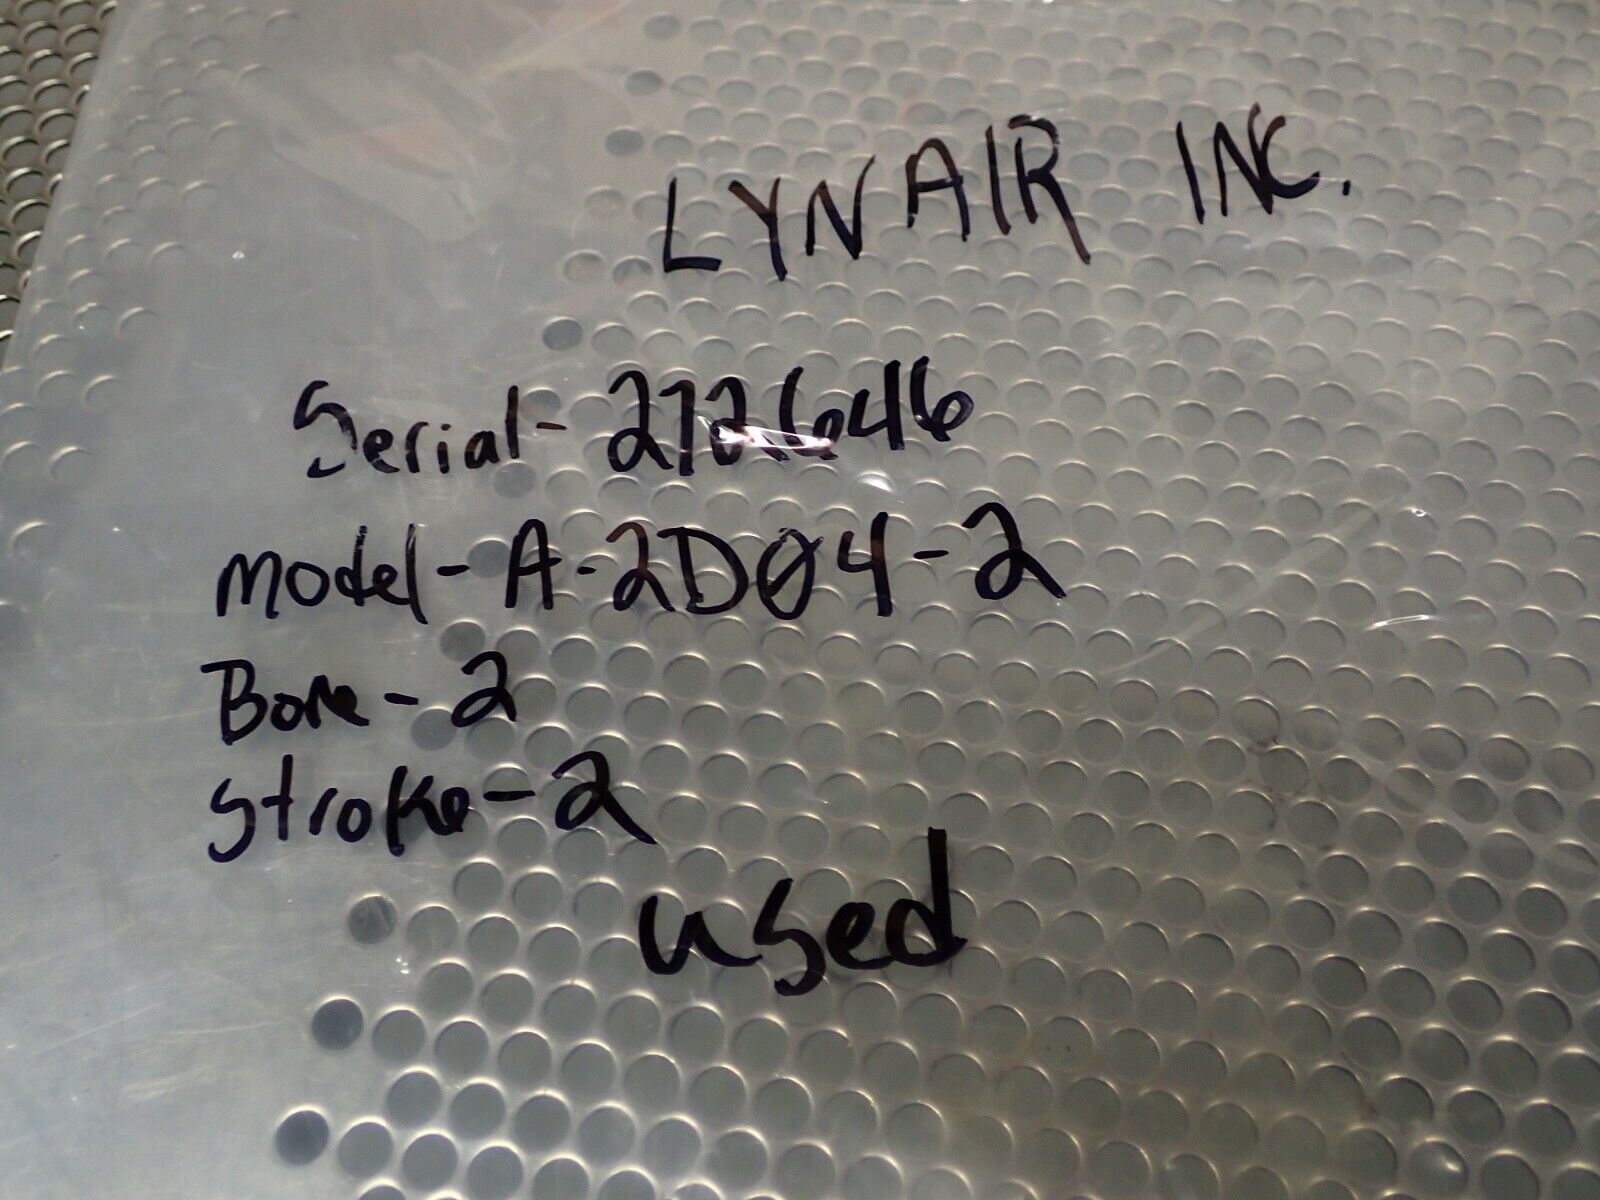 LYNAIR INC.
Serial- 2726646
Model- A-2D04-2
Bore- 2
Stroke-2
used